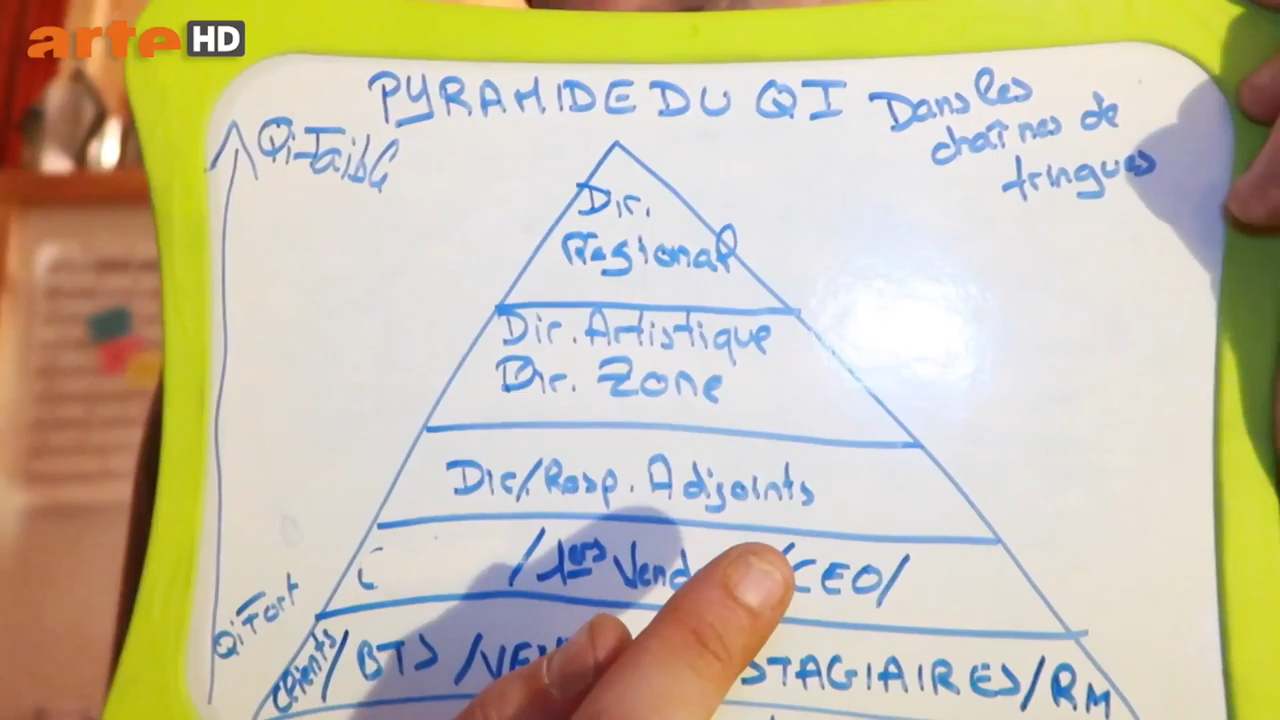 arte HD
PYRAMIDE DU QI Dans les
chaînes de
fringues
Qi Faible
Dir.
Régional
Dir. Artistique
Dir. Zone
Dir/Resp. Adjoints
/1ers Vend /CEO/
Qi Fort
Clients/ BTS /VEN STAGIAIRES/RM